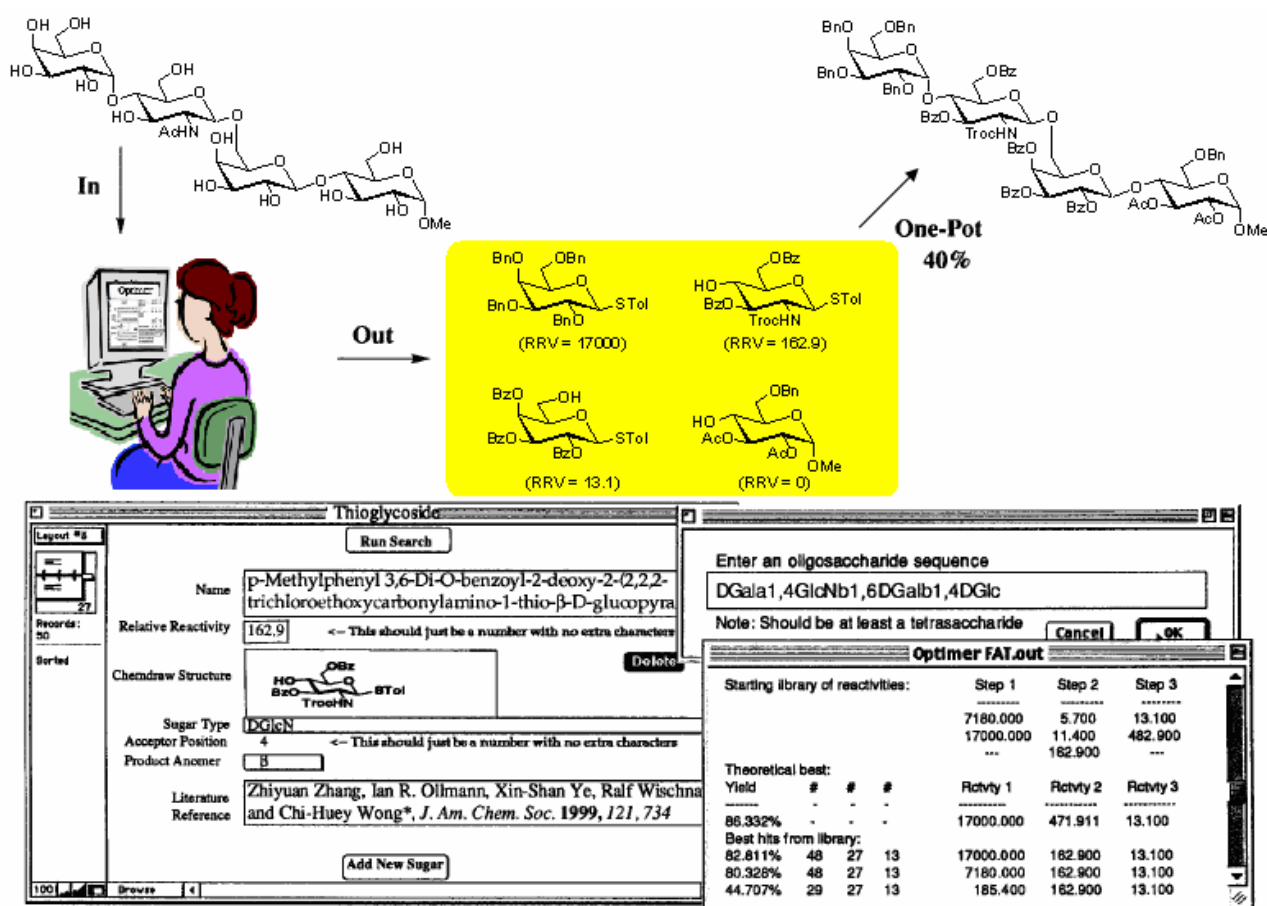 OH OH
HO O
OH OH
O O
HO O
AcHN
OH
O OH
HO O O
OH HO
OH OMe
In
Optimer
Out
BnO OBn
O
BnO STol
BnO
(RRV = 17000)
OBz
HO O
BzO STol
TrocHN
(RRV = 162.9)
BzO OH
O
BzO STol
BzO
(RRV = 13.1)
OBn
HO O
AcO
AcO
OMe
(RRV = 0)
One-Pot
40%
BnO OBn
O
BnO
BnO OBz
O O
BzO O
TrocHN
BzO O OBn
BzO O O
BzO AcO
AcO
OMe
Thioglycoside
Layout #5
27
Records:
50
Sorted
Run Search
Name
p-Methylphenyl 3,6-Di-O-benzoyl-2-deoxy-2-(2,2,2-
trichloroethoxycarbonylamino-1-thio-β-D-glucopyra
Relative Reactivity 162.9 <-- This should just be a number with no extra characters
Delete
Chemdraw Structure
OBz
HO O
BzO STol
TrocHN
Sugar Type DGlcN
Acceptor Position 4 <-- This should just be a number with no extra characters
Product Anomer B
Literature
Reference
Zhiyuan Zhang, Ian R. Ollmann, Xin-Shan Ye, Ralf Wischna
and Chi-Huey Wong*, J. Am. Chem. Soc. 1999, 121, 734
Add New Sugar
100 Browse
Enter an oligosaccharide sequence
DGala1,4GlcNb1,6DGalb1,4DGlc
Note: Should be at least a tetrasaccharide
Cancel OK
Optimer FAT.out
Starting library of reactivities: Step 1 Step 2 Step 3
--------- --------- ---------
7180.000 5.700 13.100
17000.000 11.400 482.900
--- 162.900 ---
Theoretical best:
Yield # # # Rctvty 1 Rctvty 2 Rctvty 3
------- - - - --------- --------- ---------
86.332% - - - 17000.000 471.911 13.100
Best hits from library:
82.811% 48 27 13 17000.000 162.900 13.100
80.328% 48 27 13 7180.000 162.900 13.100
44.707% 29 27 13 185.400 162.900 13.100